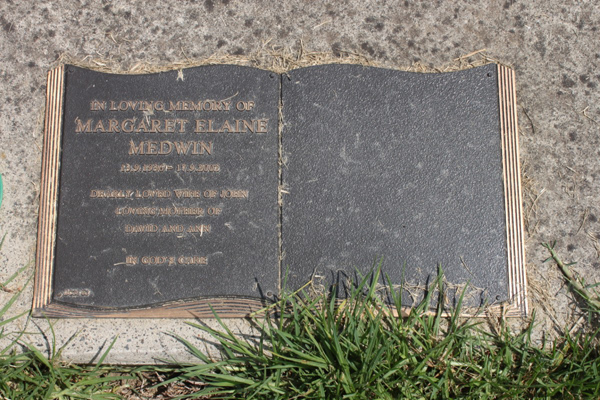 IN LOVING MEMORY OF
MARGARET ELAINE
MEDWIN
DEARLY LOVED WIFE OF JOHN
LOVING MOTHER OF
DAVID AND ANN
IN GOD'S CARE